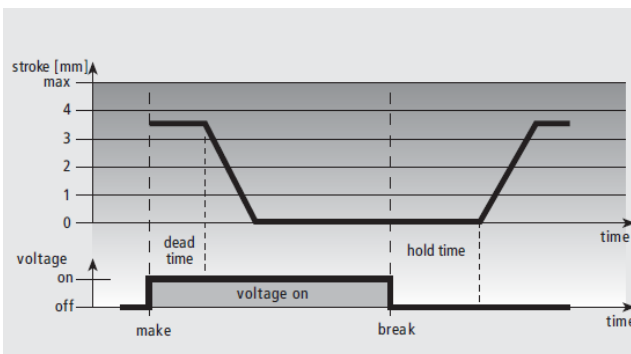 stroke [mm]
max
4
3
2
1
0
time
dead
time
hold time
voltage
on
voltage on
off
time
make
break